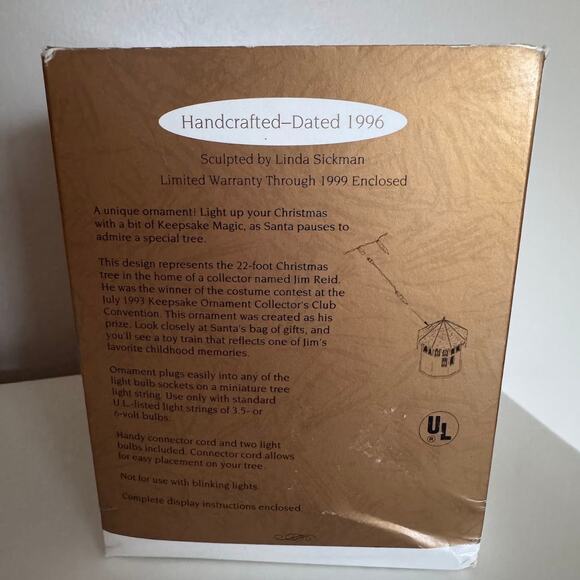 Handcrafted–Dated 1996
Sculpted by Linda Sickman
Limited Warranty Through 1999 Enclosed
A unique ornament! Light up your Christmas
with a bit of Keepsake Magic, as Santa pauses to
admire a special tree.
This design represents the 22-foot Christmas
tree in the home of a collector named Jim Reid.
He was the winner of the costume contest at the
July 1993 Keepsake Ornament Collector's Club
Convention. This ornament was created as his
prize. Look closely at Santa's bag of gifts, and
you'll see a toy train that reflects one of Jim's
favorite childhood memories.
Ornament plugs easily into any of the
light bulb sockets on a miniature tree
light string. Use only with standard
U.L.-listed light strings of 3.5- or
6-volt bulbs.
Handy connector cord and two light
bulbs included. Connector cord allows
for easy placement on your tree.
Not for use with blinking lights.
Complete display instructions enclosed.
UL
®